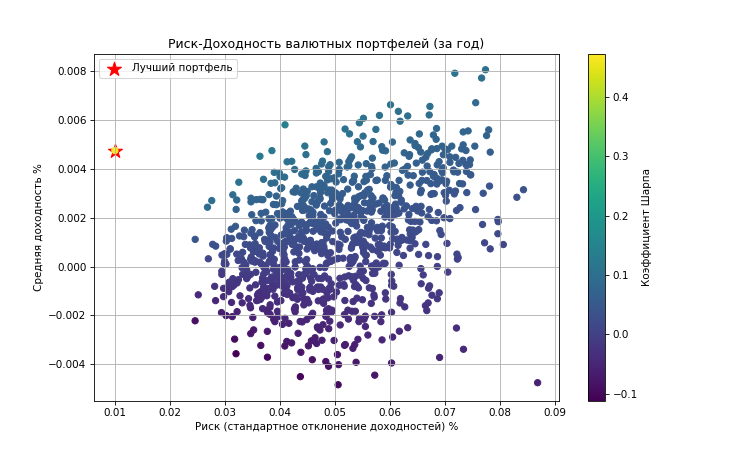 Риск-Доходность валютных портфелей (за год)
Лучший портфель
0.008
0.006
0.004
0.002
0.000
−0.002
−0.004
Средняя доходность %
0.01 0.02 0.03 0.04 0.05 0.06 0.07 0.08 0.09
Риск (стандартное отклонение доходностей) %
0.4
0.3
0.2
0.1
0.0
−0.1
Коэффициент Шарпа